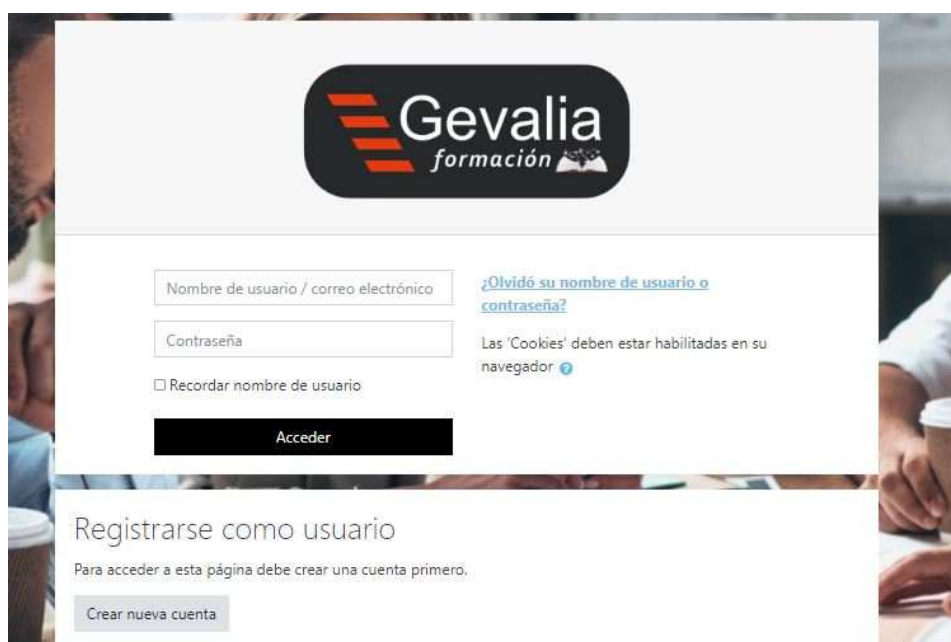 Gevalia
formación
Nombre de usuario / correo electrónico
Contraseña
Recordar nombre de usuario
Acceder
¿Olvidó su nombre de usuario o
contraseña?
Las 'Cookies' deben estar habilitadas en su
navegador
Registrarse como usuario
Para acceder a esta página debe crear una cuenta primero.
Crear nueva cuenta